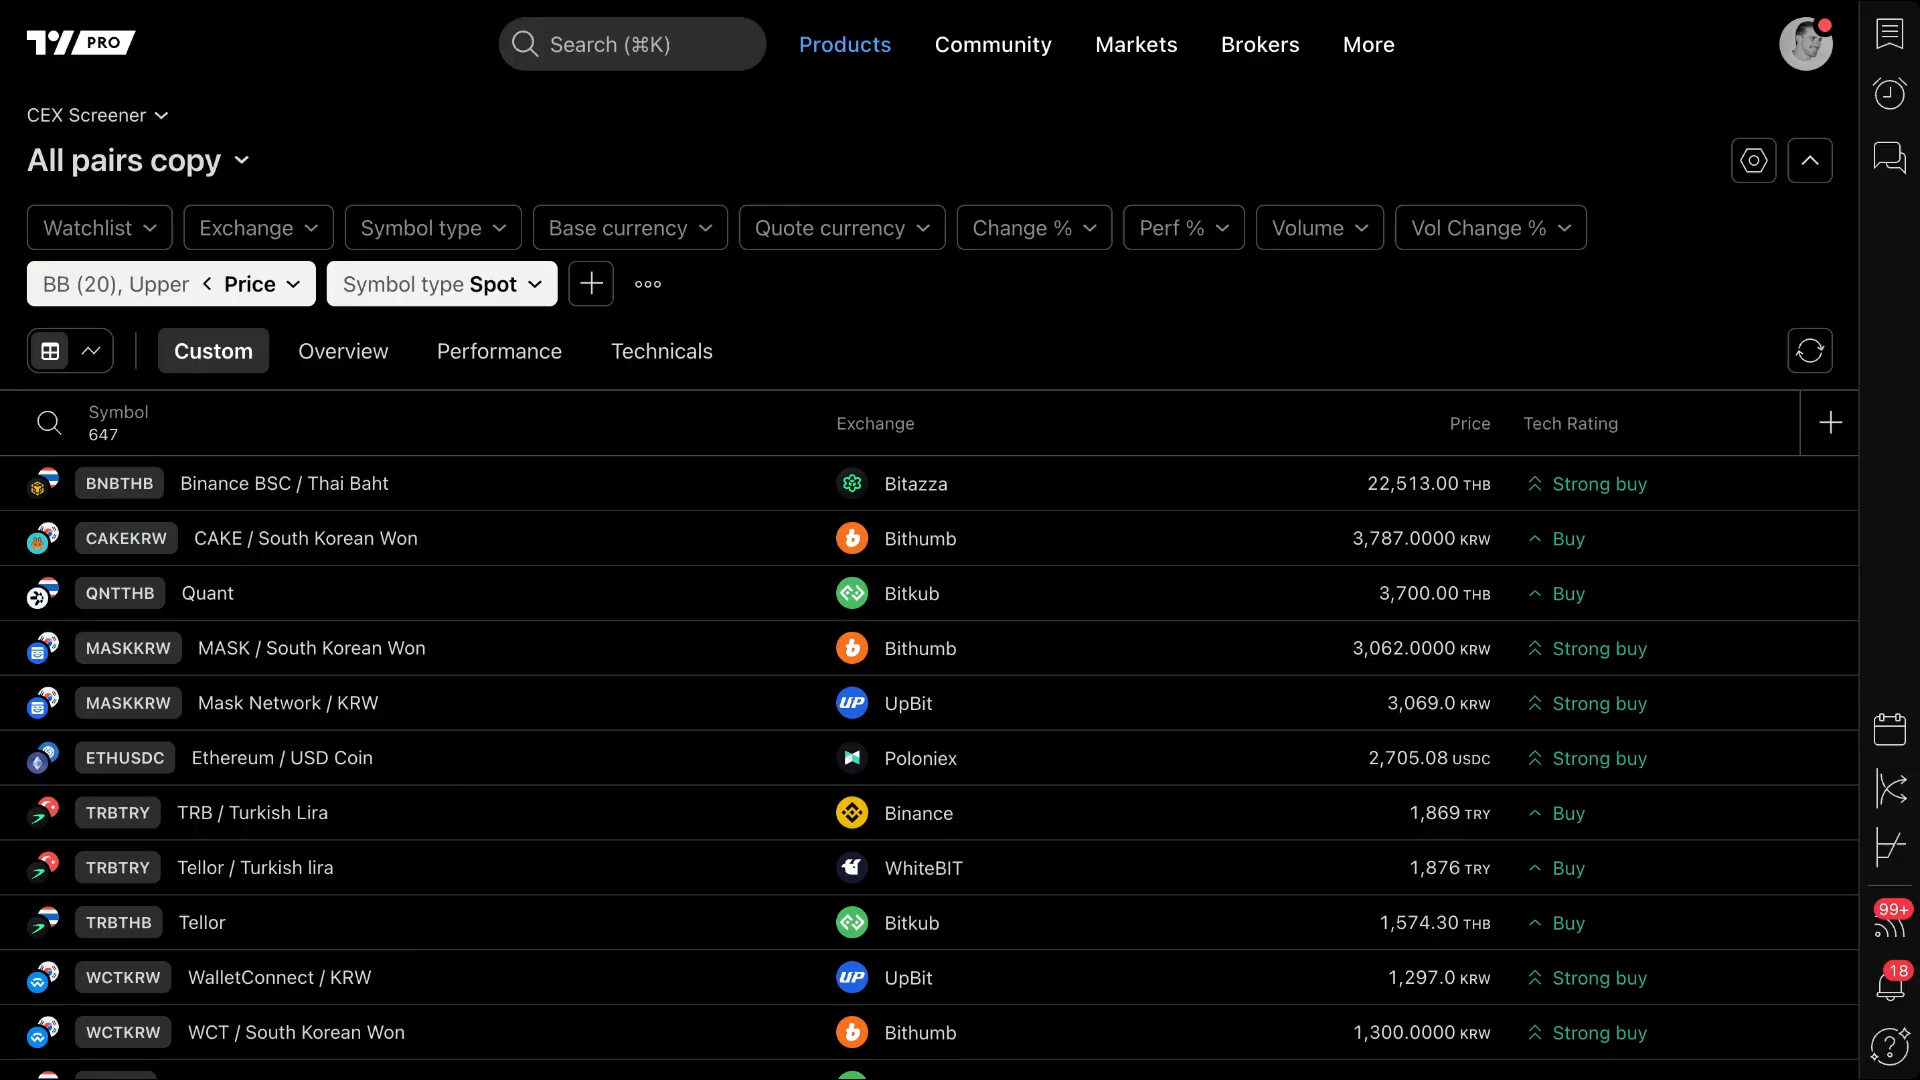 PRO
Search (⌘K)
Products
Community
Markets
Brokers
More
CEX Screener
All pairs copy
Watchlist
Exchange
Symbol type
Base currency
Quote currency
Change %
Perf %
Volume
Vol Change %
BB (20), Upper < Price
Symbol type Spot
Custom
Overview
Performance
Technicals
Symbol
647
Exchange
Price
Tech Rating
BNBTHB Binance BSC / Thai Baht Bitazza 22,513.00 THB Strong buy
CAKEKRW CAKE / South Korean Won Bithumb 3,787.0000 KRW Buy
QNTTHB Quant Bitkub 3,700.00 THB Buy
MASKKRW MASK / South Korean Won Bithumb 3,062.0000 KRW Strong buy
MASKKRW Mask Network / KRW UP UpBit 3,069.0 KRW Strong buy
ETHUSDC Ethereum / USD Coin Poloniex 2,705.08 USDC Strong buy
TRBTRY TRB / Turkish Lira Binance 1,869 TRY Buy
TRBTRY Tellor / Turkish lira WhiteBIT 1,876 TRY Buy
TRBTHB Tellor Bitkub 1,574.30 THB Buy
WCTKRW WalletConnect / KRW UP UpBit 1,297.0 KRW Strong buy
WCTKRW WCT / South Korean Won Bithumb 1,300.0000 KRW Strong buy
99+
18